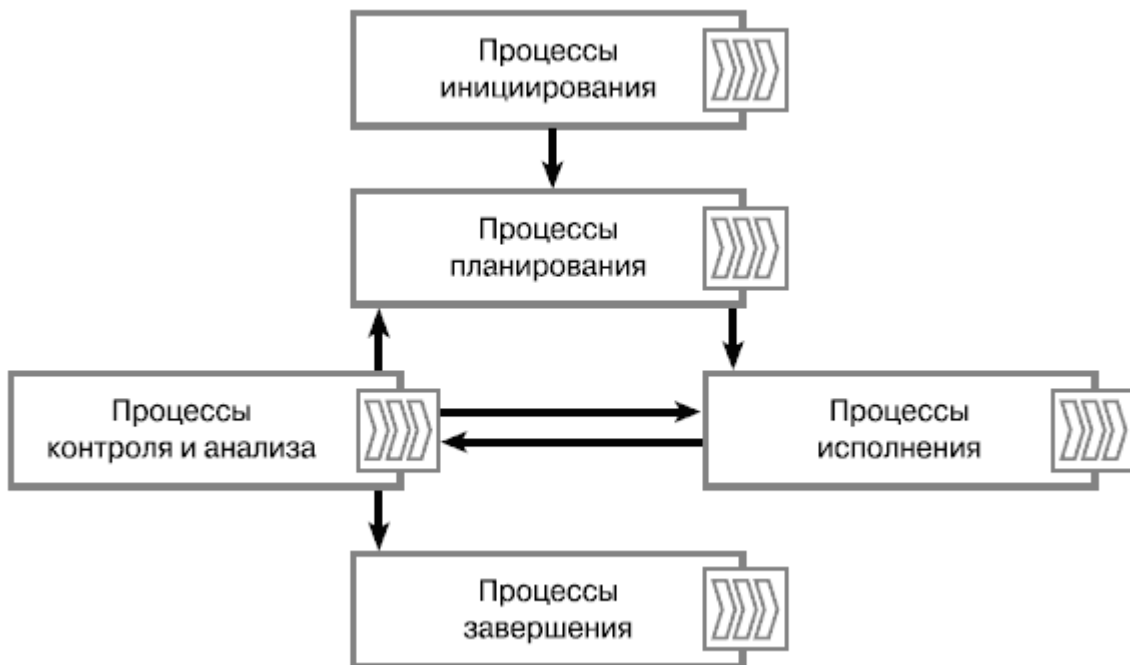 Процессы
инициирования
Процессы
планирования
Процессы
контроля и анализа
Процессы
исполнения
Процессы
завершения